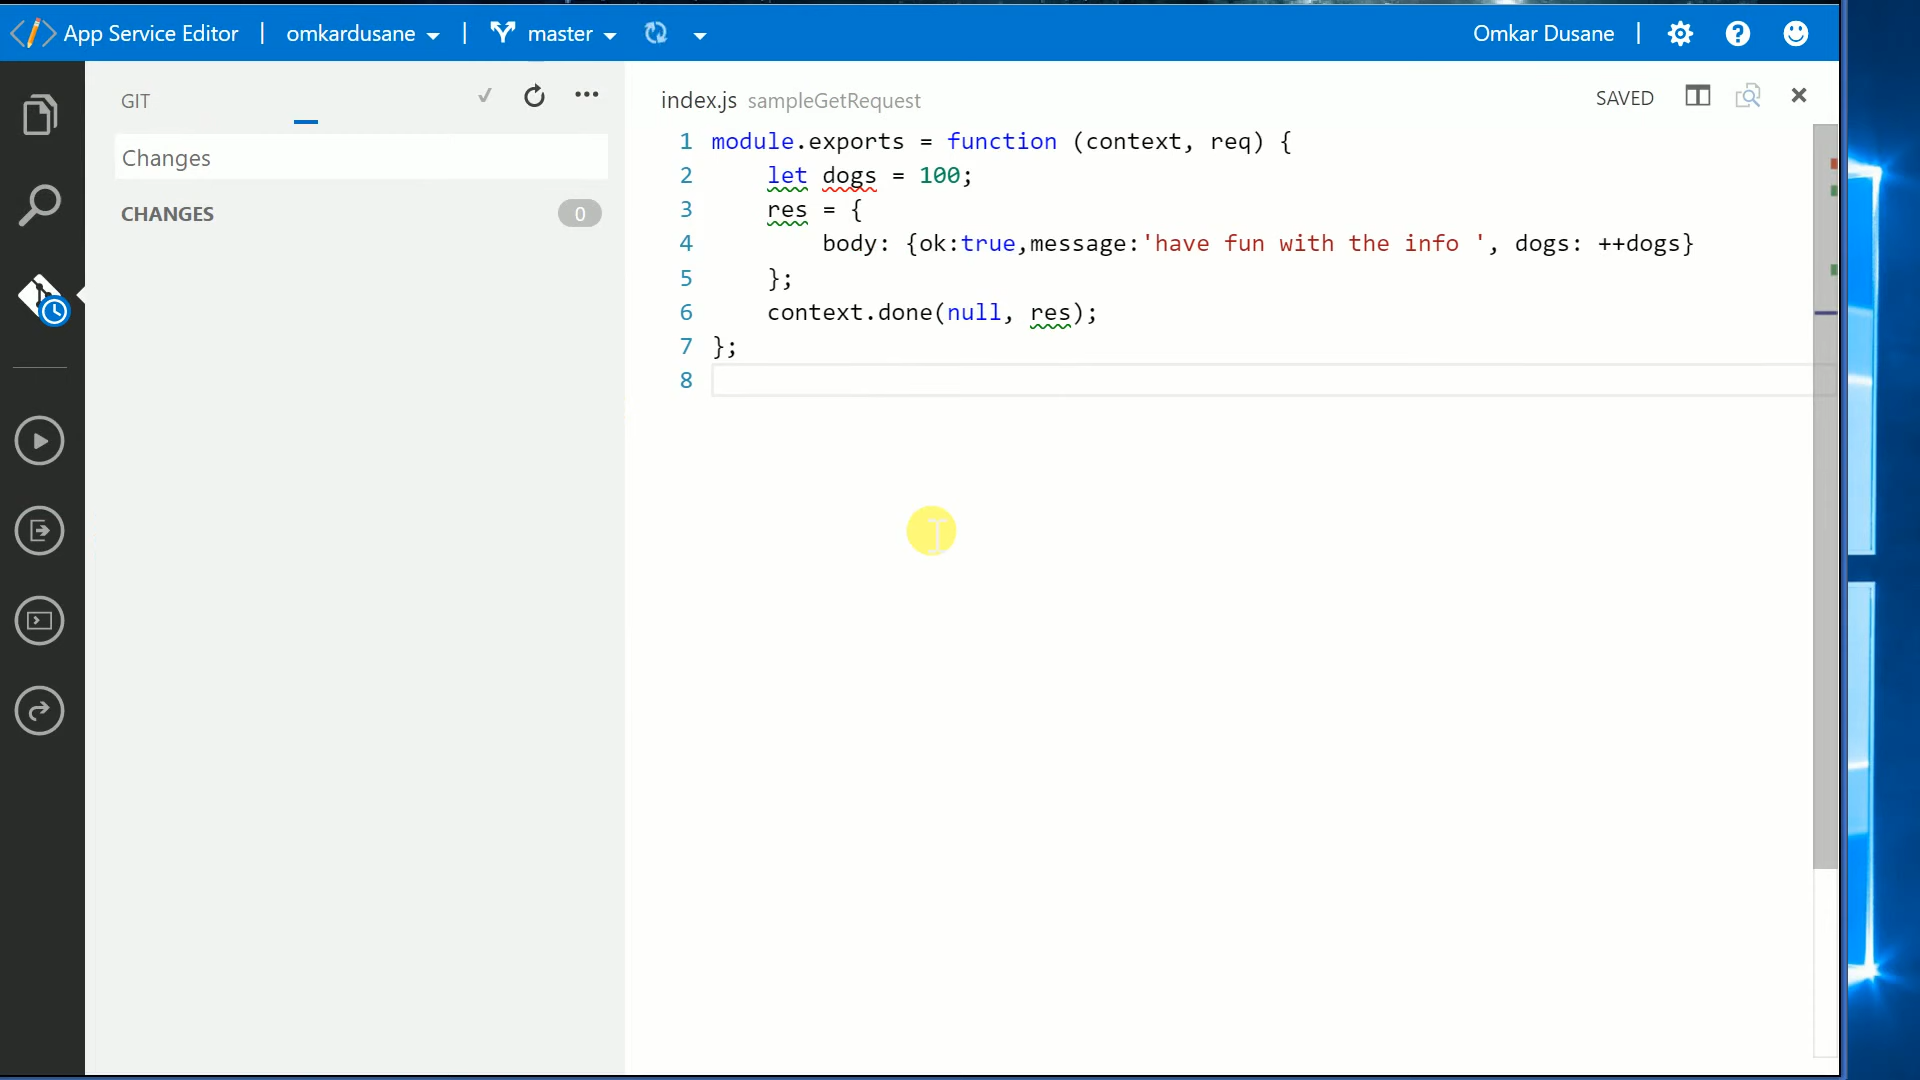 App Service Editor | omkardusane | master
Omkar Dusane |
GIT
Changes
CHANGES 0
index.js sampleGetRequest
SAVED
1 module.exports = function (context, req) {
2 let dogs = 100;
3 res = {
4 body: {ok:true,message:'have fun with the info ', dogs: ++dogs}
5 };
6 context.done(null, res);
7 };
8